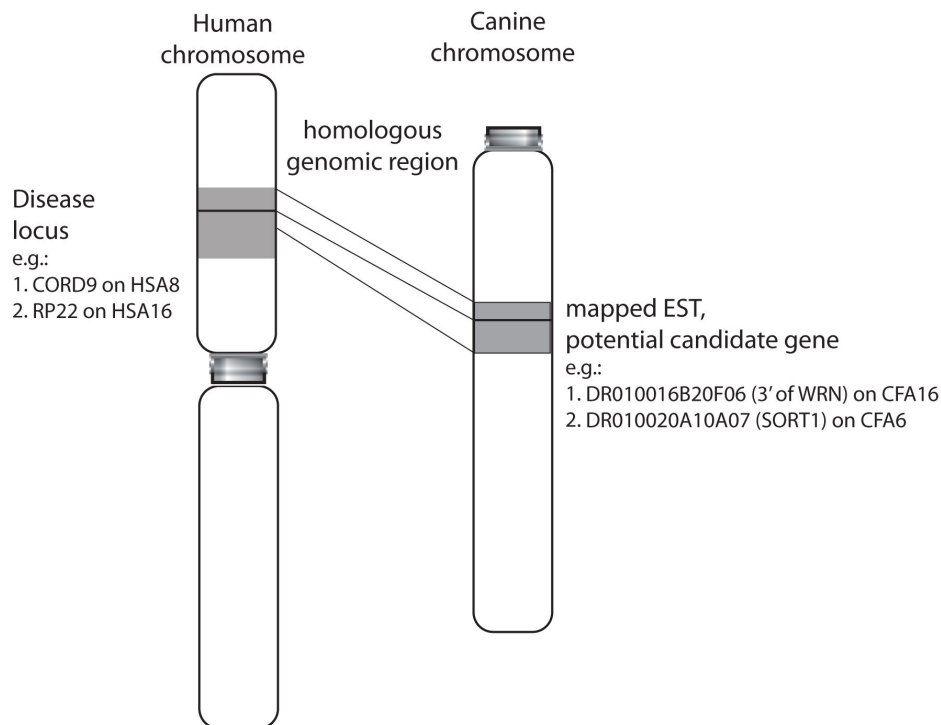 Human
chromosome
Canine
chromosome
homologous
genomic region
Disease
locus
e.g.:
1. CORD9 on HSA8
2. RP22 on HSA16
mapped EST,
potential candidate gene
e.g.:
1. DR010016B20F06 (3’ of WRN) on CFA16
2. DR010020A10A07 (SORT1) on CFA6